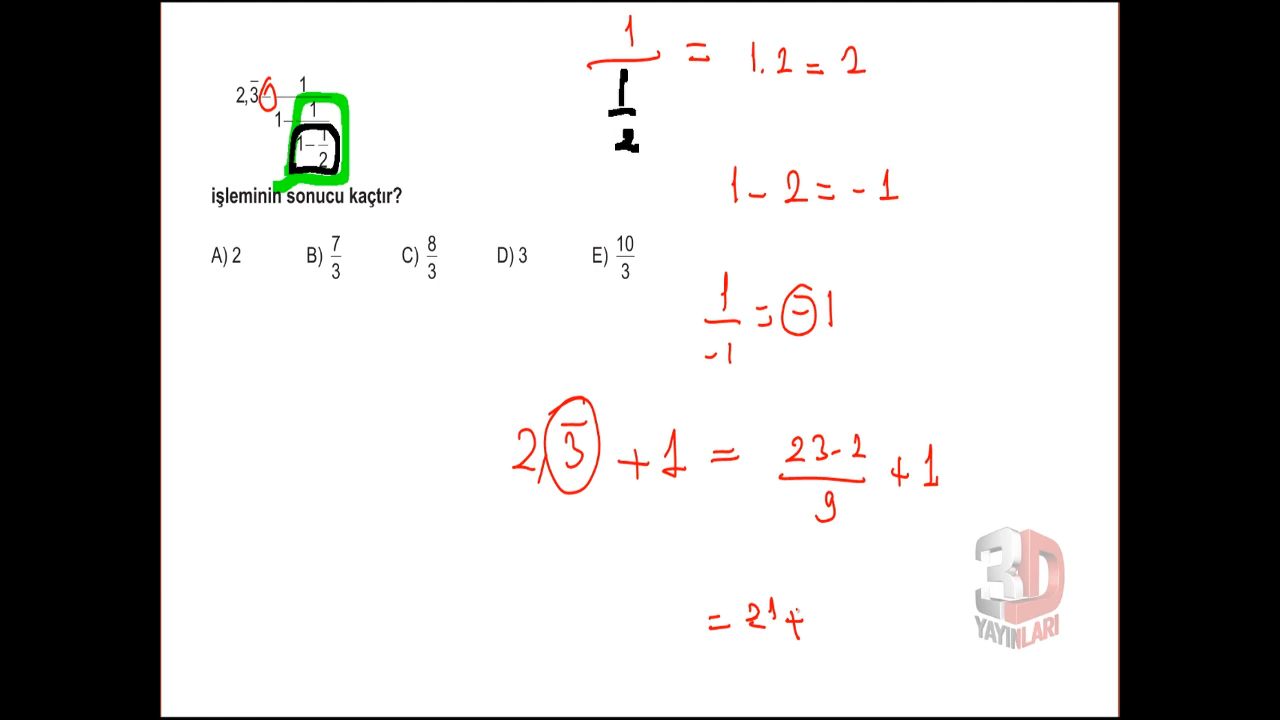 2,3̅ - 1
1 - 1
1 - 1
2
işleminin sonucu kaçtır?
A) 2 B) 7/3 C) 8/3 D) 3 E) 10/3
1
1/2 = 1.2 = 2
1 - 2 = - 1
1/-1 = - 1
2,3̅ + 1 = 23-2/9 + 1
= 21 +
3D
YAYINLARI